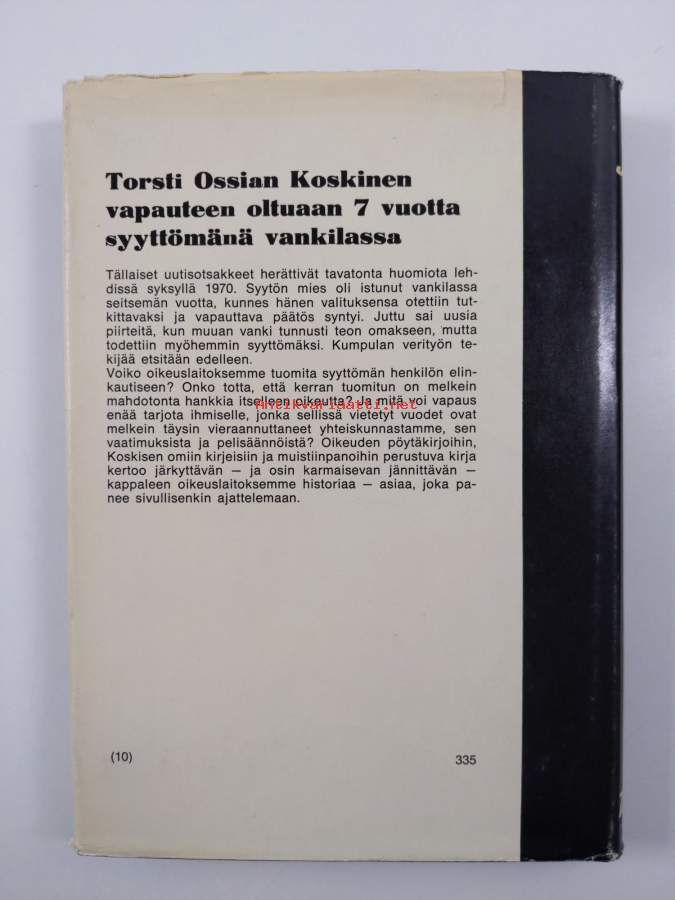 Torsti Ossian Koskinen
vapauteen oltuaan 7 vuotta
syyttömänä vankilassa
Tällaiset uutisotsakkeet herättivät tavatonta huomiota leh-
dissä syksyllä 1970. Syytön mies oli istunut vankilassa
seitsemän vuotta, kunnes hänen valituksensa otettiin tut-
kittavaksi ja vapauttava päätös syntyi. Juttu sai uusia
piirteitä, kun muuan vanki tunnusti teon omakseen, mutta
todettiin myöhemmin syyttömäksi. Kumpulan verityön te-
kijää etsitään edelleen.
Voiko oikeuslaitoksemme tuomita syyttömän henkilön elin-
kautiseen? Onko totta, että kerran tuomitun on melkein
mahdotonta hankkia itselleen oikeutta? Ja mitä voi vapaus
Antikvariaatti.net
enää tarjota ihmiselle, jonka sellissä vietetyt vuodet ovat
melkein täysin vieraannuttaneet yhteiskunnastamme, sen
vaatimuksista ja pelisäännöistä? Oikeuden pöytäkirjoihin,
Koskisen omiin kirjeisiin ja muistiinpanoihin perustuva kirja
kertoo järkyttävän — ja osin karmaisevan jännittävän —
kappaleen oikeuslaitoksemme historiaa — asiaa, joka pa-
nee sivullisenkin ajattelemaan.
(10) 335